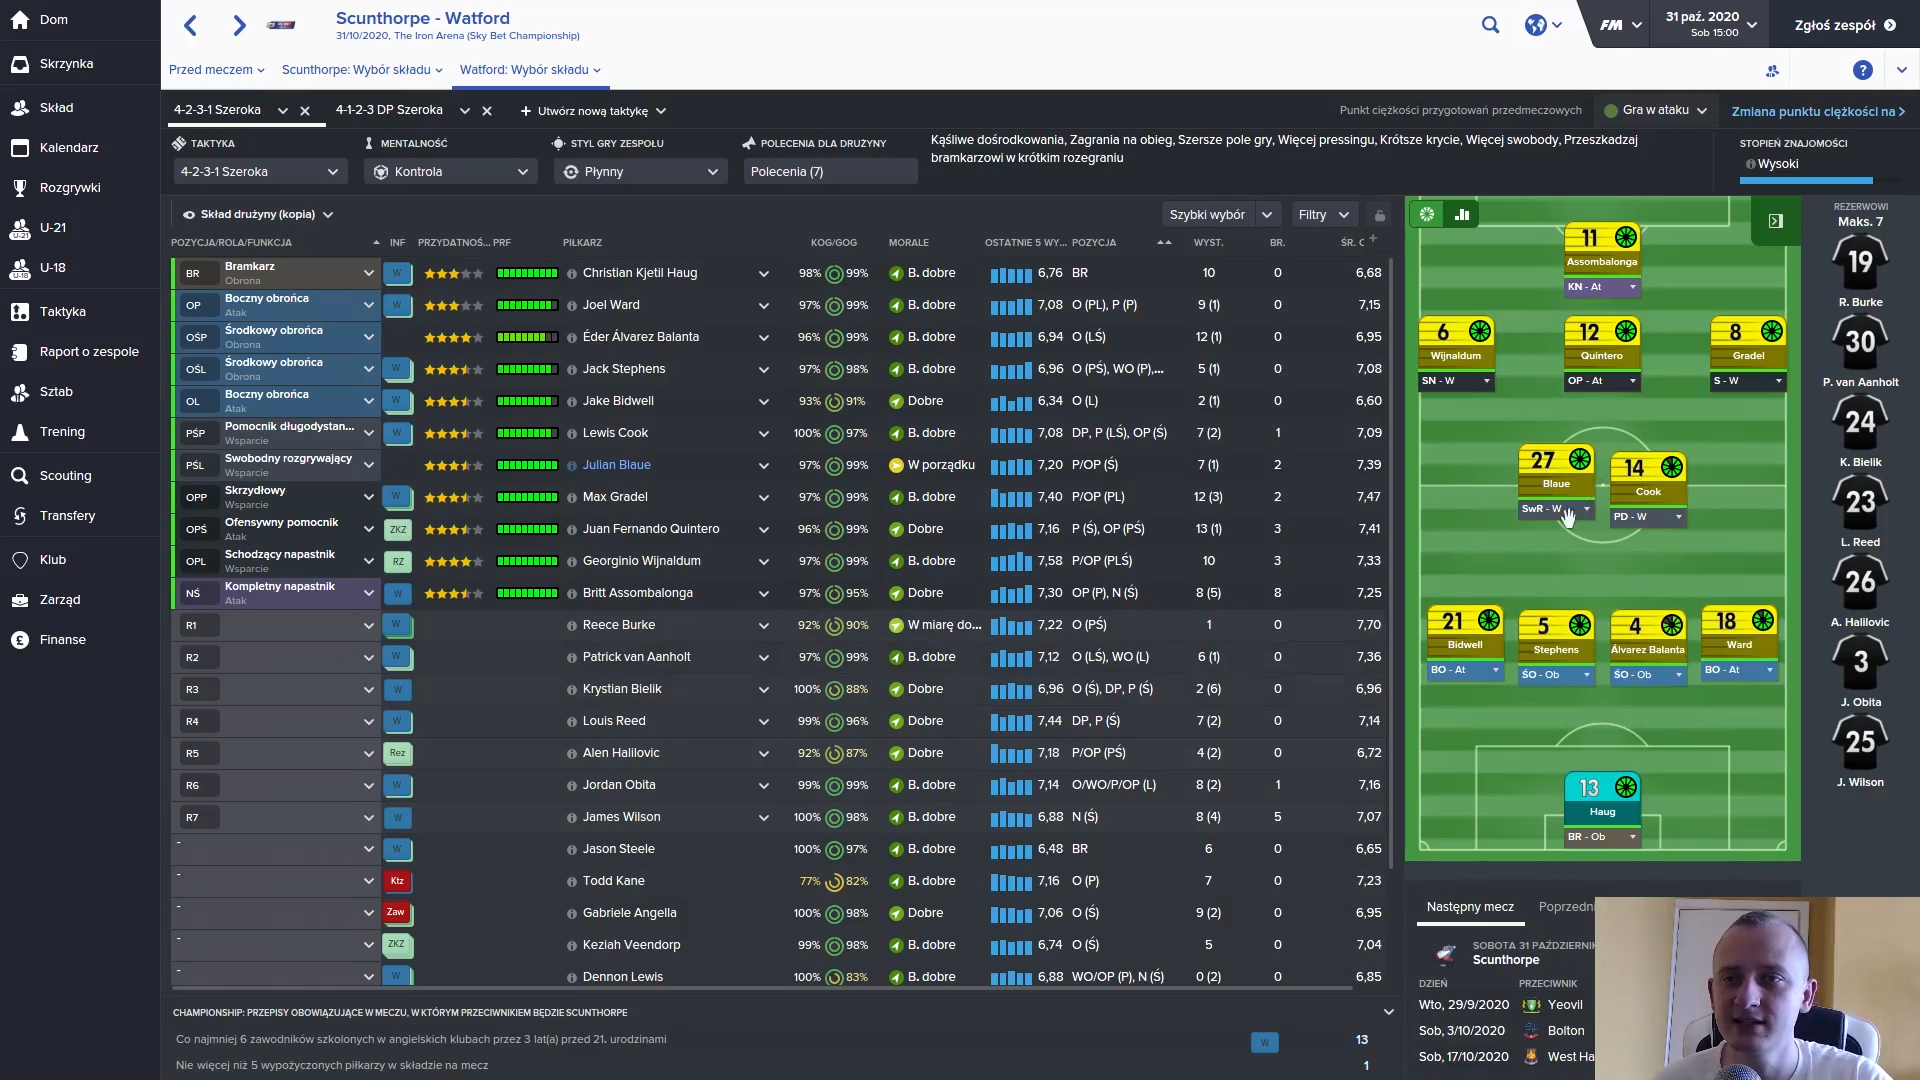 Dom
Skrzynka
Skład
Kalendarz
Rozgrywki
U-21
U-18
Taktyka
Raport o zespole
Sztab
Trening
Scouting
Transfery
Klub
Zarząd
Finanse
Scunthorpe - Watford
31/10/2020, The Iron Arena (Sky Bet Championship)
FM
31 paź. 2020
Sob 15:00
Zgłoś zespół
Przed meczem
Scunthorpe: Wybór składu
Watford: Wybór składu
4-2-3-1 Szeroka
4-1-2-3 DP Szeroka
Utwórz nową taktykę
Punkt ciężkości przygotowań przedmeczowych
Gra w ataku
Zmiana punktu ciężkości na >
TAKTYKA
4-2-3-1 Szeroka
MENTALNOŚĆ
Kontrola
STYL GRY ZESPOŁU
Płynny
POLECENIA DLA DRUŻYNY
Polecenia (7)
Kąśliwe dośrodkowania, Zagrania na obieg, Szersze pole gry, Więcej pressingu, Krótsze krycie, Więcej swobody, Przeszkadzaj
bramkarzowi w krótkim rozegraniu
STOPIEŃ ZNAJOMOŚCI
Wysoki
Skład drużyny (kopia)
Szybki wybór
Filtry
POZYCJA/ROLA/FUNKCJA INF PRZYDATNOŚ... PRF PIŁKARZ KOG/GOG MORALE OSTATNIE 5 WY... POZYCJA WYST. BR. ŚR. C
BR Bramkarz Obrona W Christian Kjetil Haug 98% 99% B. dobre 6,76 BR 10 0 6,68
OP Boczny obrońca Atak W Joel Ward 97% 99% B. dobre 7,08 O (PL), P (P) 9 (1) 0 7,15
OŚP Środkowy obrońca Obrona Éder Álvarez Balanta 96% 99% B. dobre 6,94 O (LŚ) 12 (1) 0 6,95
OŚL Środkowy obrońca Obrona W Jack Stephens 97% 98% B. dobre 6,96 O (PŚ), WO (P),... 5 (1) 0 7,08
OL Boczny obrońca Atak W Jake Bidwell 93% 91% Dobre 6,34 O (L) 2 (1) 0 6,60
PŚP Pomocnik długodystan... Wsparcie W Lewis Cook 100% 97% B. dobre 7,08 DP, P (LŚ), OP (Ś) 7 (2) 1 7,09
PŚL Swobodny rozgrywający Wsparcie Julian Blaue 97% 99% W porządku 7,20 P/OP (Ś) 7 (1) 2 7,39
OPP Skrzydłowy Wsparcie W Max Gradel 97% 99% B. dobre 7,40 P/OP (PL) 12 (3) 2 7,47
OPŚ Ofensywny pomocnik Atak ZKZ Juan Fernando Quintero 96% 99% B. dobre 7,16 P (Ś), OP (PŚ) 13 (1) 3 7,41
OPL Schodzący napastnik Wsparcie RZ Georginio Wijnaldum 97% 99% B. dobre 7,58 P/OP (PLŚ) 10 3 7,33
NŚ Kompletny napastnik Atak W Britt Assombalonga 97% 95% B. dobre 7,30 OP (P), N (Ś) 8 (5) 8 7,25
R1 W Reece Burke 92% 90% W miarę do... 7,22 O (PŚ) 1 0 7,70
R2 W Patrick van Aanholt 97% 99% B. dobre 7,12 O (LŚ), WO (L) 6 (1) 0 7,36
R3 W Krystian Bielik 100% 88% Dobre 6,96 O (Ś), DP, P (Ś) 2 (6) 0 6,96
R4 W Louis Reed 99% 96% Dobre 7,44 DP, P (Ś) 7 (2) 0 7,14
R5 Rez Alen Halilovic 92% 87% Dobre 7,18 P/OP (PŚ) 4 (2) 0 6,72
R6 W Jordan Obita 99% 99% B. dobre 7,14 O/WO/P/OP (L) 8 (2) 1 7,16
R7 W James Wilson 100% 98% B. dobre 6,88 N (Ś) 8 (4) 5 7,07
- W Jason Steele 100% 97% B. dobre 6,48 BR 6 0 6,65
- Ktz Todd Kane 77% 82% B. dobre 7,16 O (P) 7 0 7,23
- Zaw Gabriele Angella 100% 98% Dobre 7,06 O (Ś) 9 (2) 0 6,95
- ZKZ Keziah Veendorp 99% 98% B. dobre 6,74 O (Ś) 5 0 7,04
- W Dennon Lewis 100% 83% B. dobre 6,88 WO/OP (P), N (Ś) 0 (2) 0 6,85
CHAMPIONSHIP: PRZEPISY OBOWIĄZUJĄCE W MECZU, W KTÓRYM PRZECIWNIKIEM BĘDZIE SCUNTHORPE
Co najmniej 6 zawodników szkolonych w angielskich klubach przez 3 lat(a) przed 21. urodzinami W 13
Nie więcej niż 5 wypożyczonych piłkarzy w składzie na mecz 1
11
Assombalonga
KN - At
6 12 8
Wijnaldum Quintero Gradel
SN - W OP - At S - W
27 14
Blaue Cook
SwR - W PD - W
21 5 4 18
Bidwell Stephens Álvarez Balanta Ward
BO - At ŚO - Ob ŚO - Ob BO - At
13
Haug
BR - Ob
REZERWOWI
Maks. 7
19
R. Burke
30
P. van Aanholt
24
K. Bielik
23
L. Reed
26
A. Halilovic
3
J. Obita
25
J. Wilson
Następny mecz
SOBOTA 31 PAŹDZIERNI
Scunthorpe
DZIEŃ PRZECIWNIK
Wto, 29/9/2020 Yeovil
Sob, 3/10/2020 Bolton
Sob, 17/10/2020 West Ha